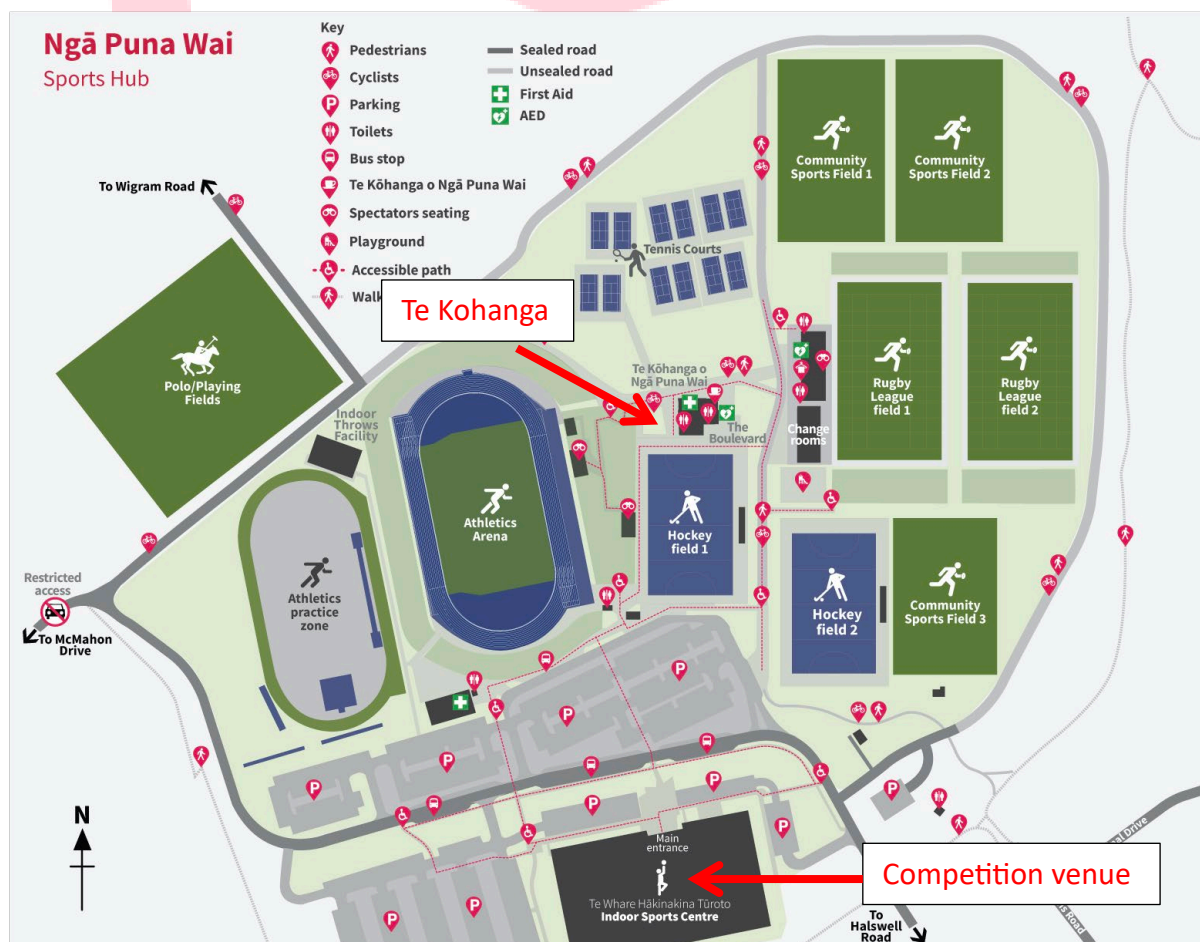 Ngā Puna Wai
Sports Hub
Key
Pedestrians
Cyclists
Parking
Toilets
Bus stop
Te Kōhanga o Ngā Puna Wai
Spectators seating
Playground
Accessible path
Walk
Sealed road
Unsealed road
First Aid
AED
To Wigram Road
Community
Sports Field 1
Community
Sports Field 2
Tennis Courts
Te Kohanga
Polo/Playing
Fields
Te Kōhanga o
Ngā Puna Wai
The
Boulevard
Rugby
League
field 1
Rugby
League
field 2
Change
rooms
Indoor
Throws
Facility
Athletics
Arena
Hockey
field 1
Restricted
access
To McMahon
Drive
Athletics
practice
zone
Hockey
field 2
Community
Sports Field 3
P
P
P
P
P
P
P
P
P
P
N
Main
entrance
Te Whare Hākinakina Tūroto
Indoor Sports Centre
Competition venue
Drive
Road
To
Halswell
Road